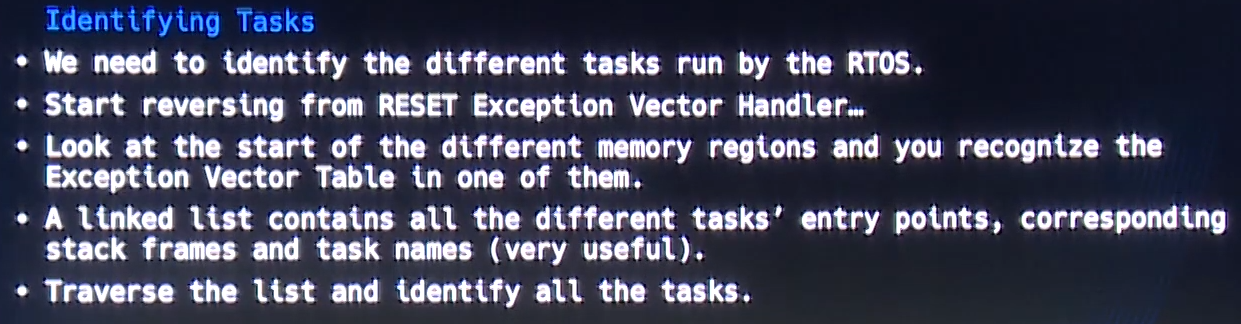 Identifying Tasks
• We need to identify the different tasks run by the RTOS.
• Start reversing from RESET Exception Vector Handler…
• Look at the start of the different memory regions and you recognize the
Exception Vector Table in one of them.
• A linked list contains all the different tasks’ entry points, corresponding
stack frames and task names (very useful).
• Traverse the list and identify all the tasks.